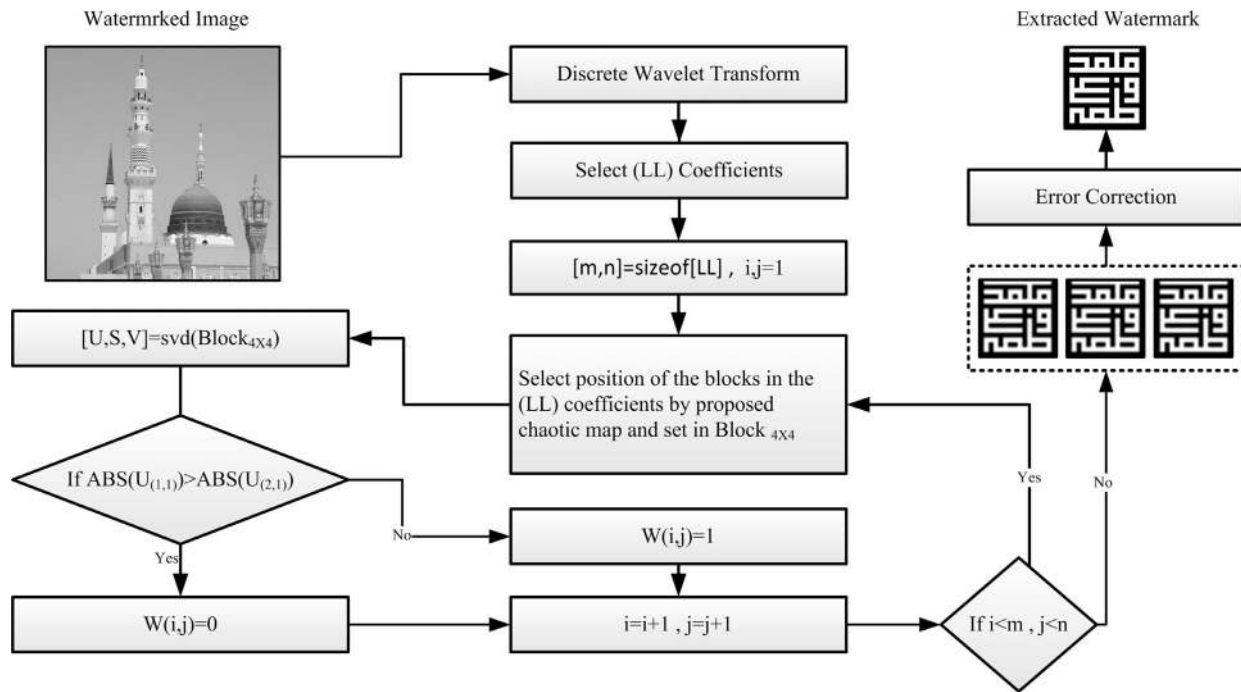 Watermrked Image
Extracted Watermark
Discrete Wavelet Transform
Select (LL) Coefficients
Error Correction
[m,n]=sizeof[LL] , i,j=1
[U,S,V]=svd(Block4X4)
Select position of the blocks in the
(LL) coefficients by proposed
chaotic map and set in Block 4X4
If ABS(U(1,1))>ABS(U(2,1))
Yes
No
No
Yes
W(i,j)=1
W(i,j)=0
i=i+1 , j=j+1
If i<m , j<n